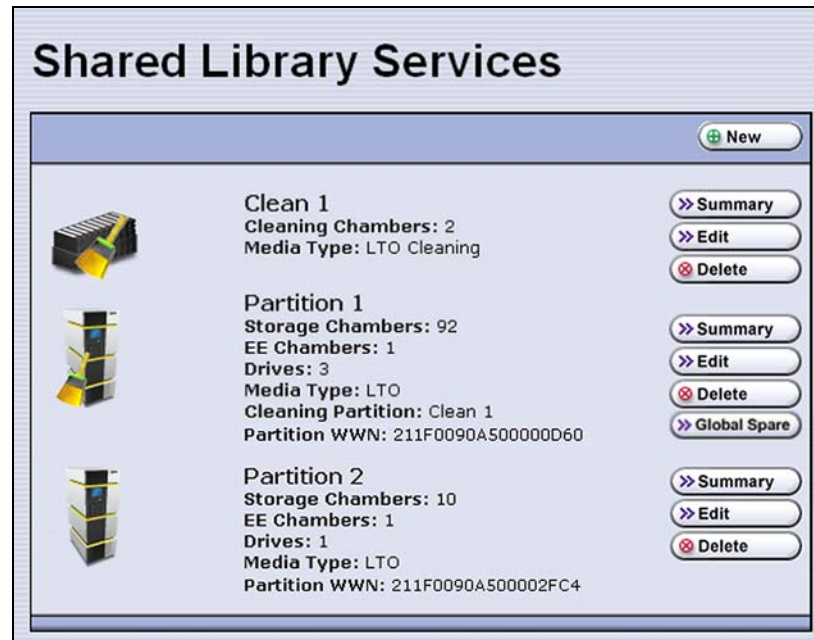 Shared Library Services
New
Clean 1
Cleaning Chambers: 2
Media Type: LTO Cleaning
Summary
Edit
Delete
Partition 1
Storage Chambers: 92
EE Chambers: 1
Drives: 3
Media Type: LTO
Cleaning Partition: Clean 1
Partition WWN: 211F0090A500000D60
Summary
Edit
Delete
Global Spare
Partition 2
Storage Chambers: 10
EE Chambers: 1
Drives: 1
Media Type: LTO
Partition WWN: 211F0090A500002FC4
Summary
Edit
Delete